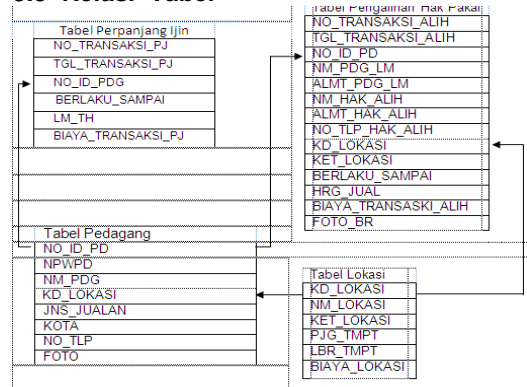 3.3 Relasi Tabel
Tabel Perpanjang Ijin
NO_TRANSAKSI_PJ
TGL_TRANSAKSI_PJ
NO_ID_PDG
BERLAKU_SAMPAI
LM_TH
BIAYA_TRANSAKSI_PJ
Tabel Pengalihan Hak Pakai
NO_TRANSAKSI_ALIH
TGL_TRANSAKSI_ALIH
NO_ID_PD
NM_PDG_LM
ALMT_PDG_LM
NM_HAK_ALIH
ALMT_HAK_ALIH
NO_TLP_HAK_ALIH
KD_LOKASI
KET_LOKASI
BERLAKU_SAMPAI
HRG_JUAL
BIAYA_TRANSASKI_ALIH
FOTO_BR
Tabel Pedagang
NO_ID_PD
NPWPD
NM_PDG
KD_LOKASI
JNS_JUALAN
KOTA
NO_TLP
FOTO
Tabel Lokasi
KD_LOKASI
NM_LOKASI
KET_LOKASI
PJG_TMPT
LBR_TMPT
BIAYA_LOKASI